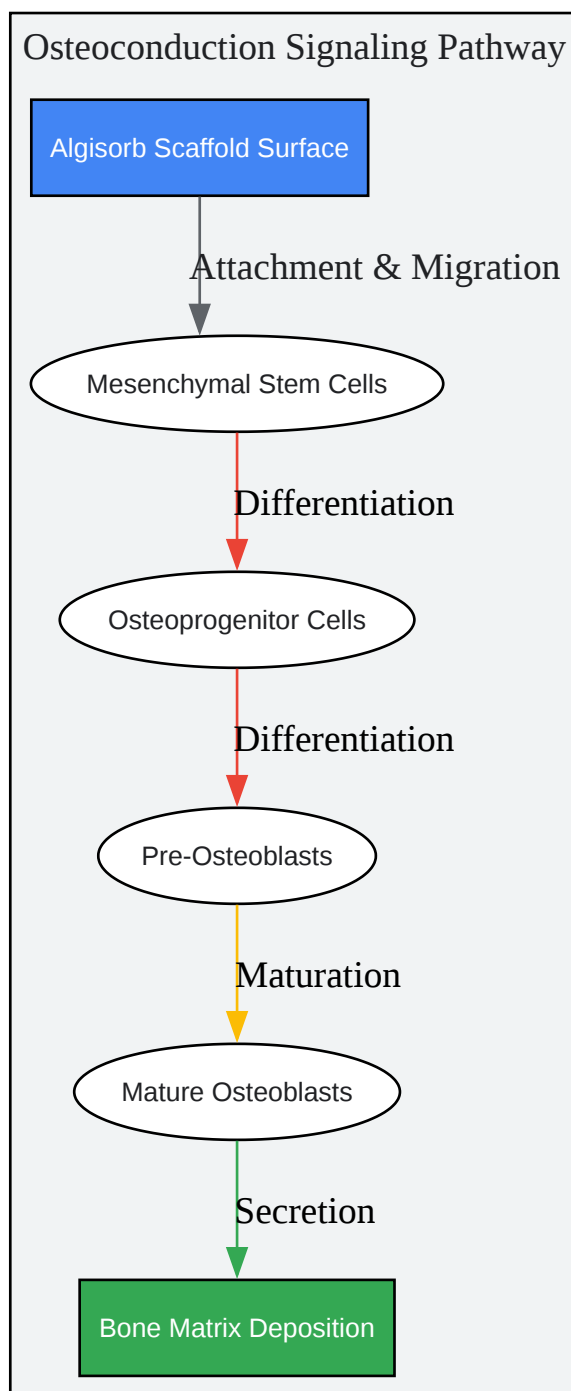 Osteoconduction Signaling Pathway
Algisorb Scaffold Surface
Attachment & Migration
Mesenchymal Stem Cells
Differentiation
Osteoprogenitor Cells
Differentiation
Pre-Osteoblasts
Maturation
Mature Osteoblasts
Secretion
Bone Matrix Deposition